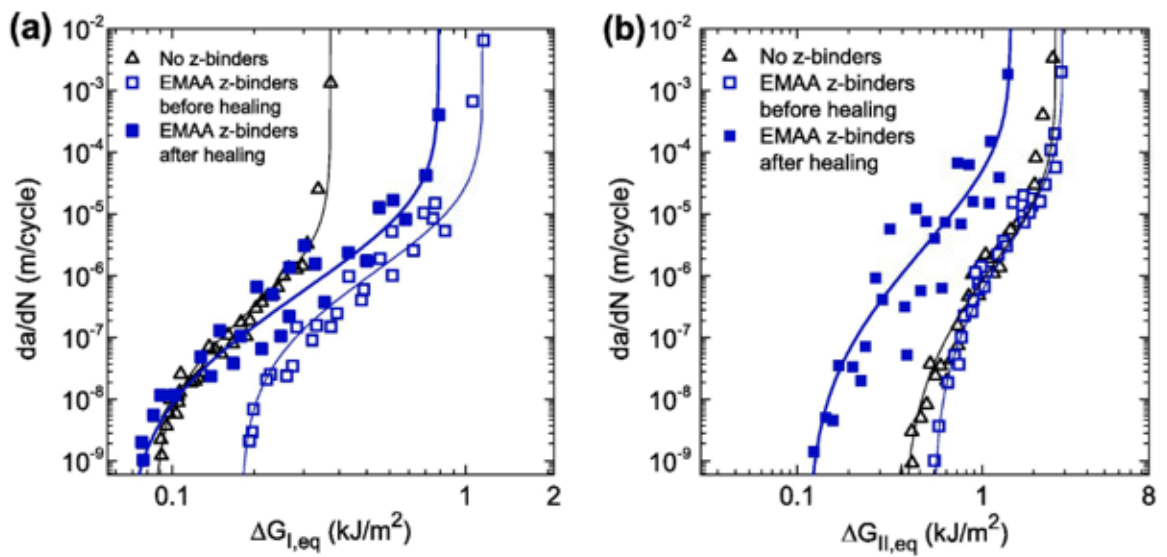 (a)
No z-binders
EMAA z-binders
before healing
EMAA z-binders
after healing
da/dN (m/cycle)
10⁻²
10⁻³
10⁻⁴
10⁻⁵
10⁻⁶
10⁻⁷
10⁻⁸
10⁻⁹
0.1
1
2
ΔG_I,eq (kJ/m²)
(b)
No z-binders
EMAA z-binders
before healing
EMAA z-binders
after healing
da/dN (m/cycle)
10⁻²
10⁻³
10⁻⁴
10⁻⁵
10⁻⁶
10⁻⁷
10⁻⁸
10⁻⁹
0.1
1
8
ΔG_II,eq (kJ/m²)